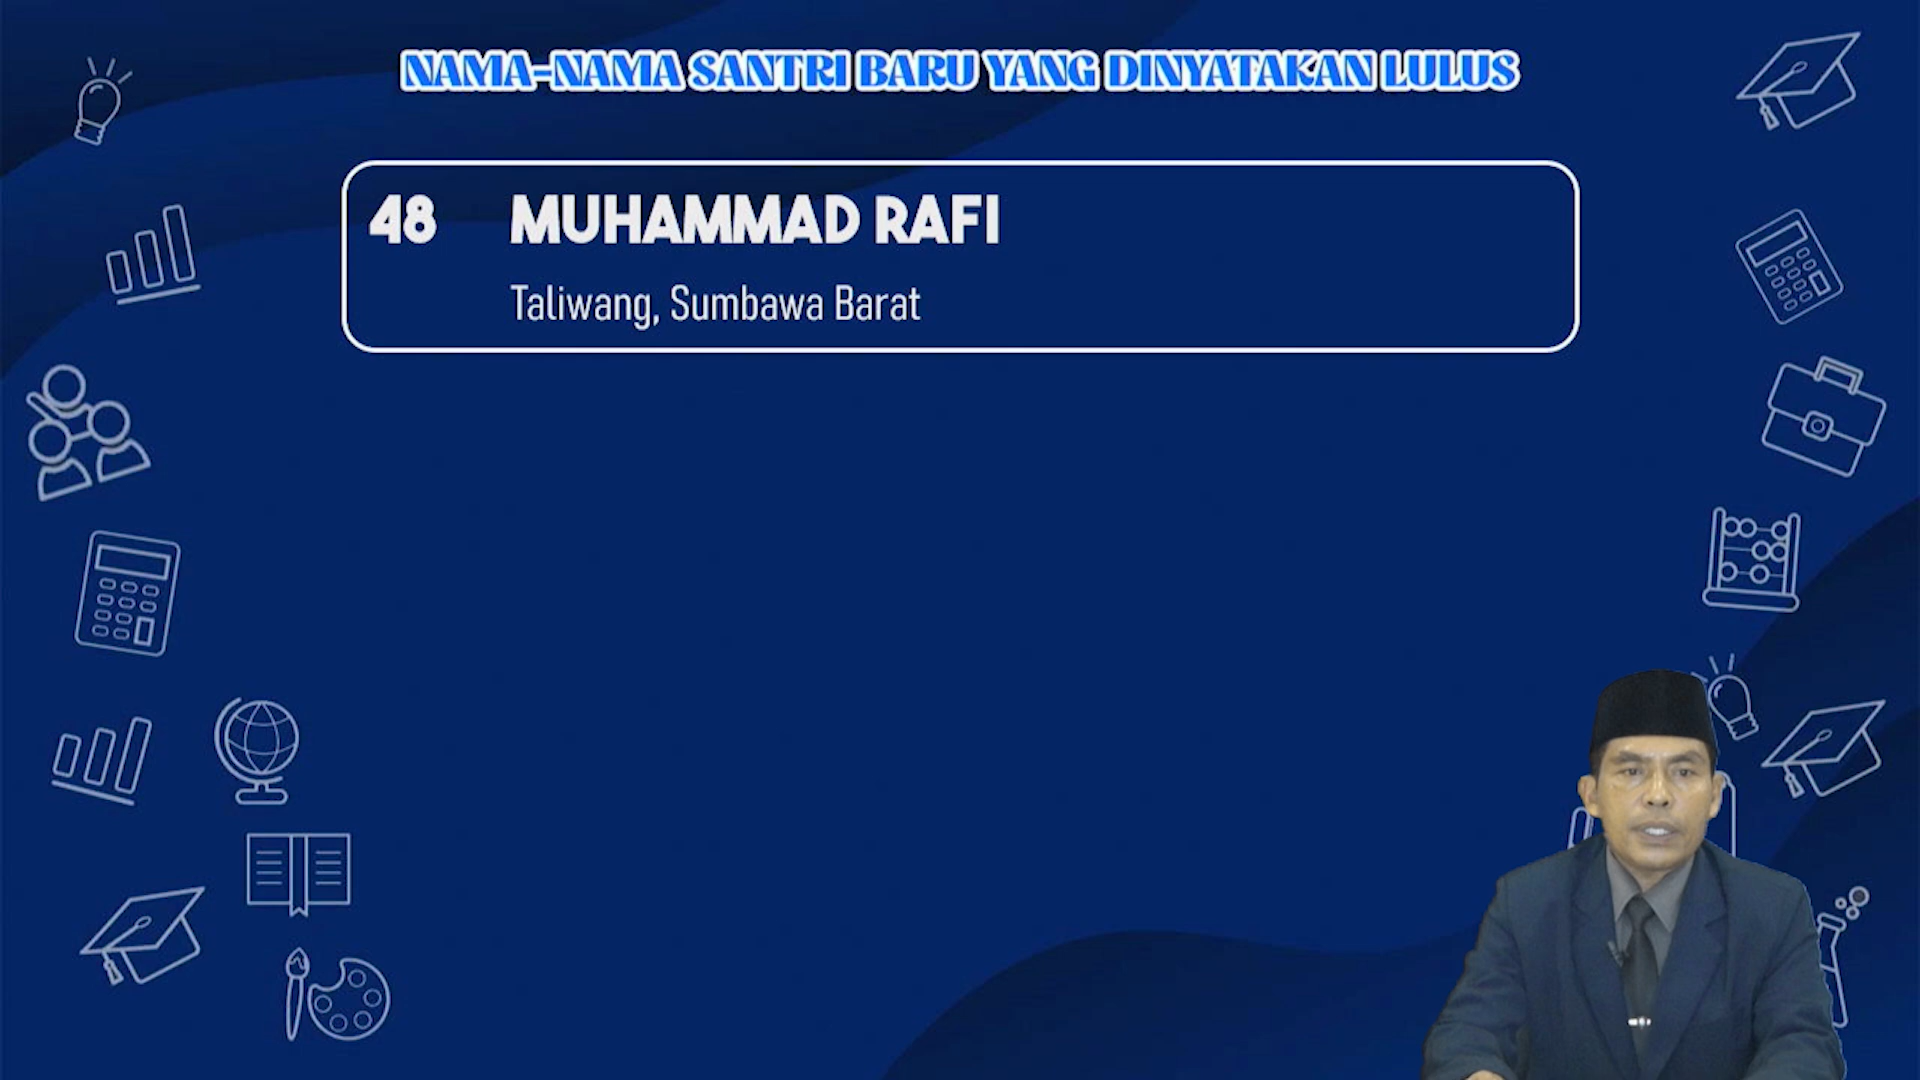 NAMA-NAMA SANTRI BARU YANG DINYATAKAN LULUS
48 MUHAMMAD RAFI
Taliwang, Sumbawa Barat